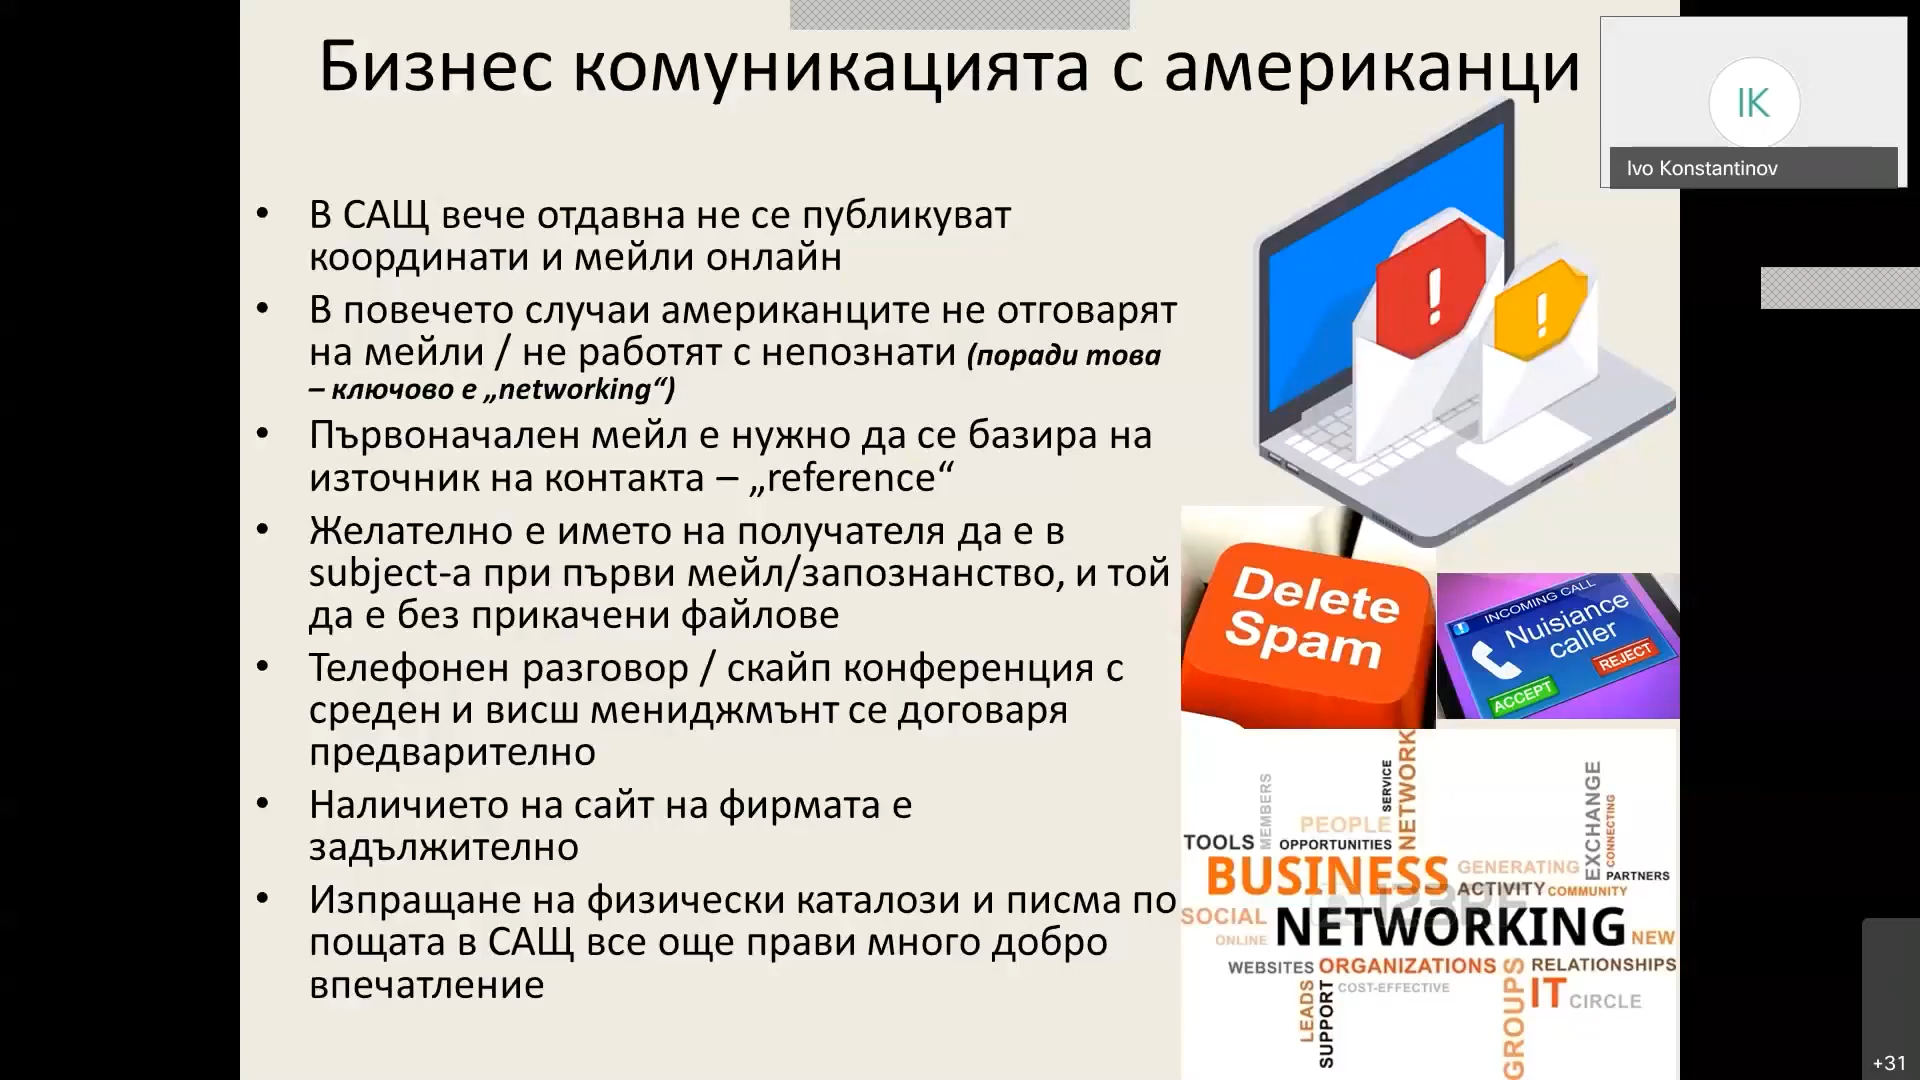 Бизнес комуникацията с американци
IK
Ivo Konstantinov
• В САЩ вече отдавна не се публикуват
координати и мейли онлайн
• В повечето случаи американците не отговарят
на мейли / не работят с непознати (поради това
– ключово е „networking“)
• Първоначален мейл е нужно да се базира на
източник на контакта – „reference“
• Желателно е името на получателя да е в
subject-а при първи мейл/запознанство, и той
да е без прикачени файлове
• Телефонен разговор / скайп конференция с
среден и висш мениджмънт се договаря
предварително
• Наличието на сайт на фирмата е
задължително
• Изпращане на физически каталози и писма по
пощата в САЩ все още прави много добро
впечатление
!
!
Delete
Spam
INCOMING CALL
Nuisiance
caller
REJECT
ACCEPT
MEMBERS
SERVICE
NETWORK
EXCHANGE
CONNECTING
PEOPLE
TOOLS
OPPORTUNITIES
BUSINESS
GENERATING
PARTNERS
ACTIVITY
COMMUNITY
SOCIAL
NETWORKING
ONLINE
NEW
WEBSITES
ORGANIZATIONS
RELATIONSHIPS
LEADS
SUPPORT
COST-EFFECTIVE
GROUPS
IT
CIRCLE
+31